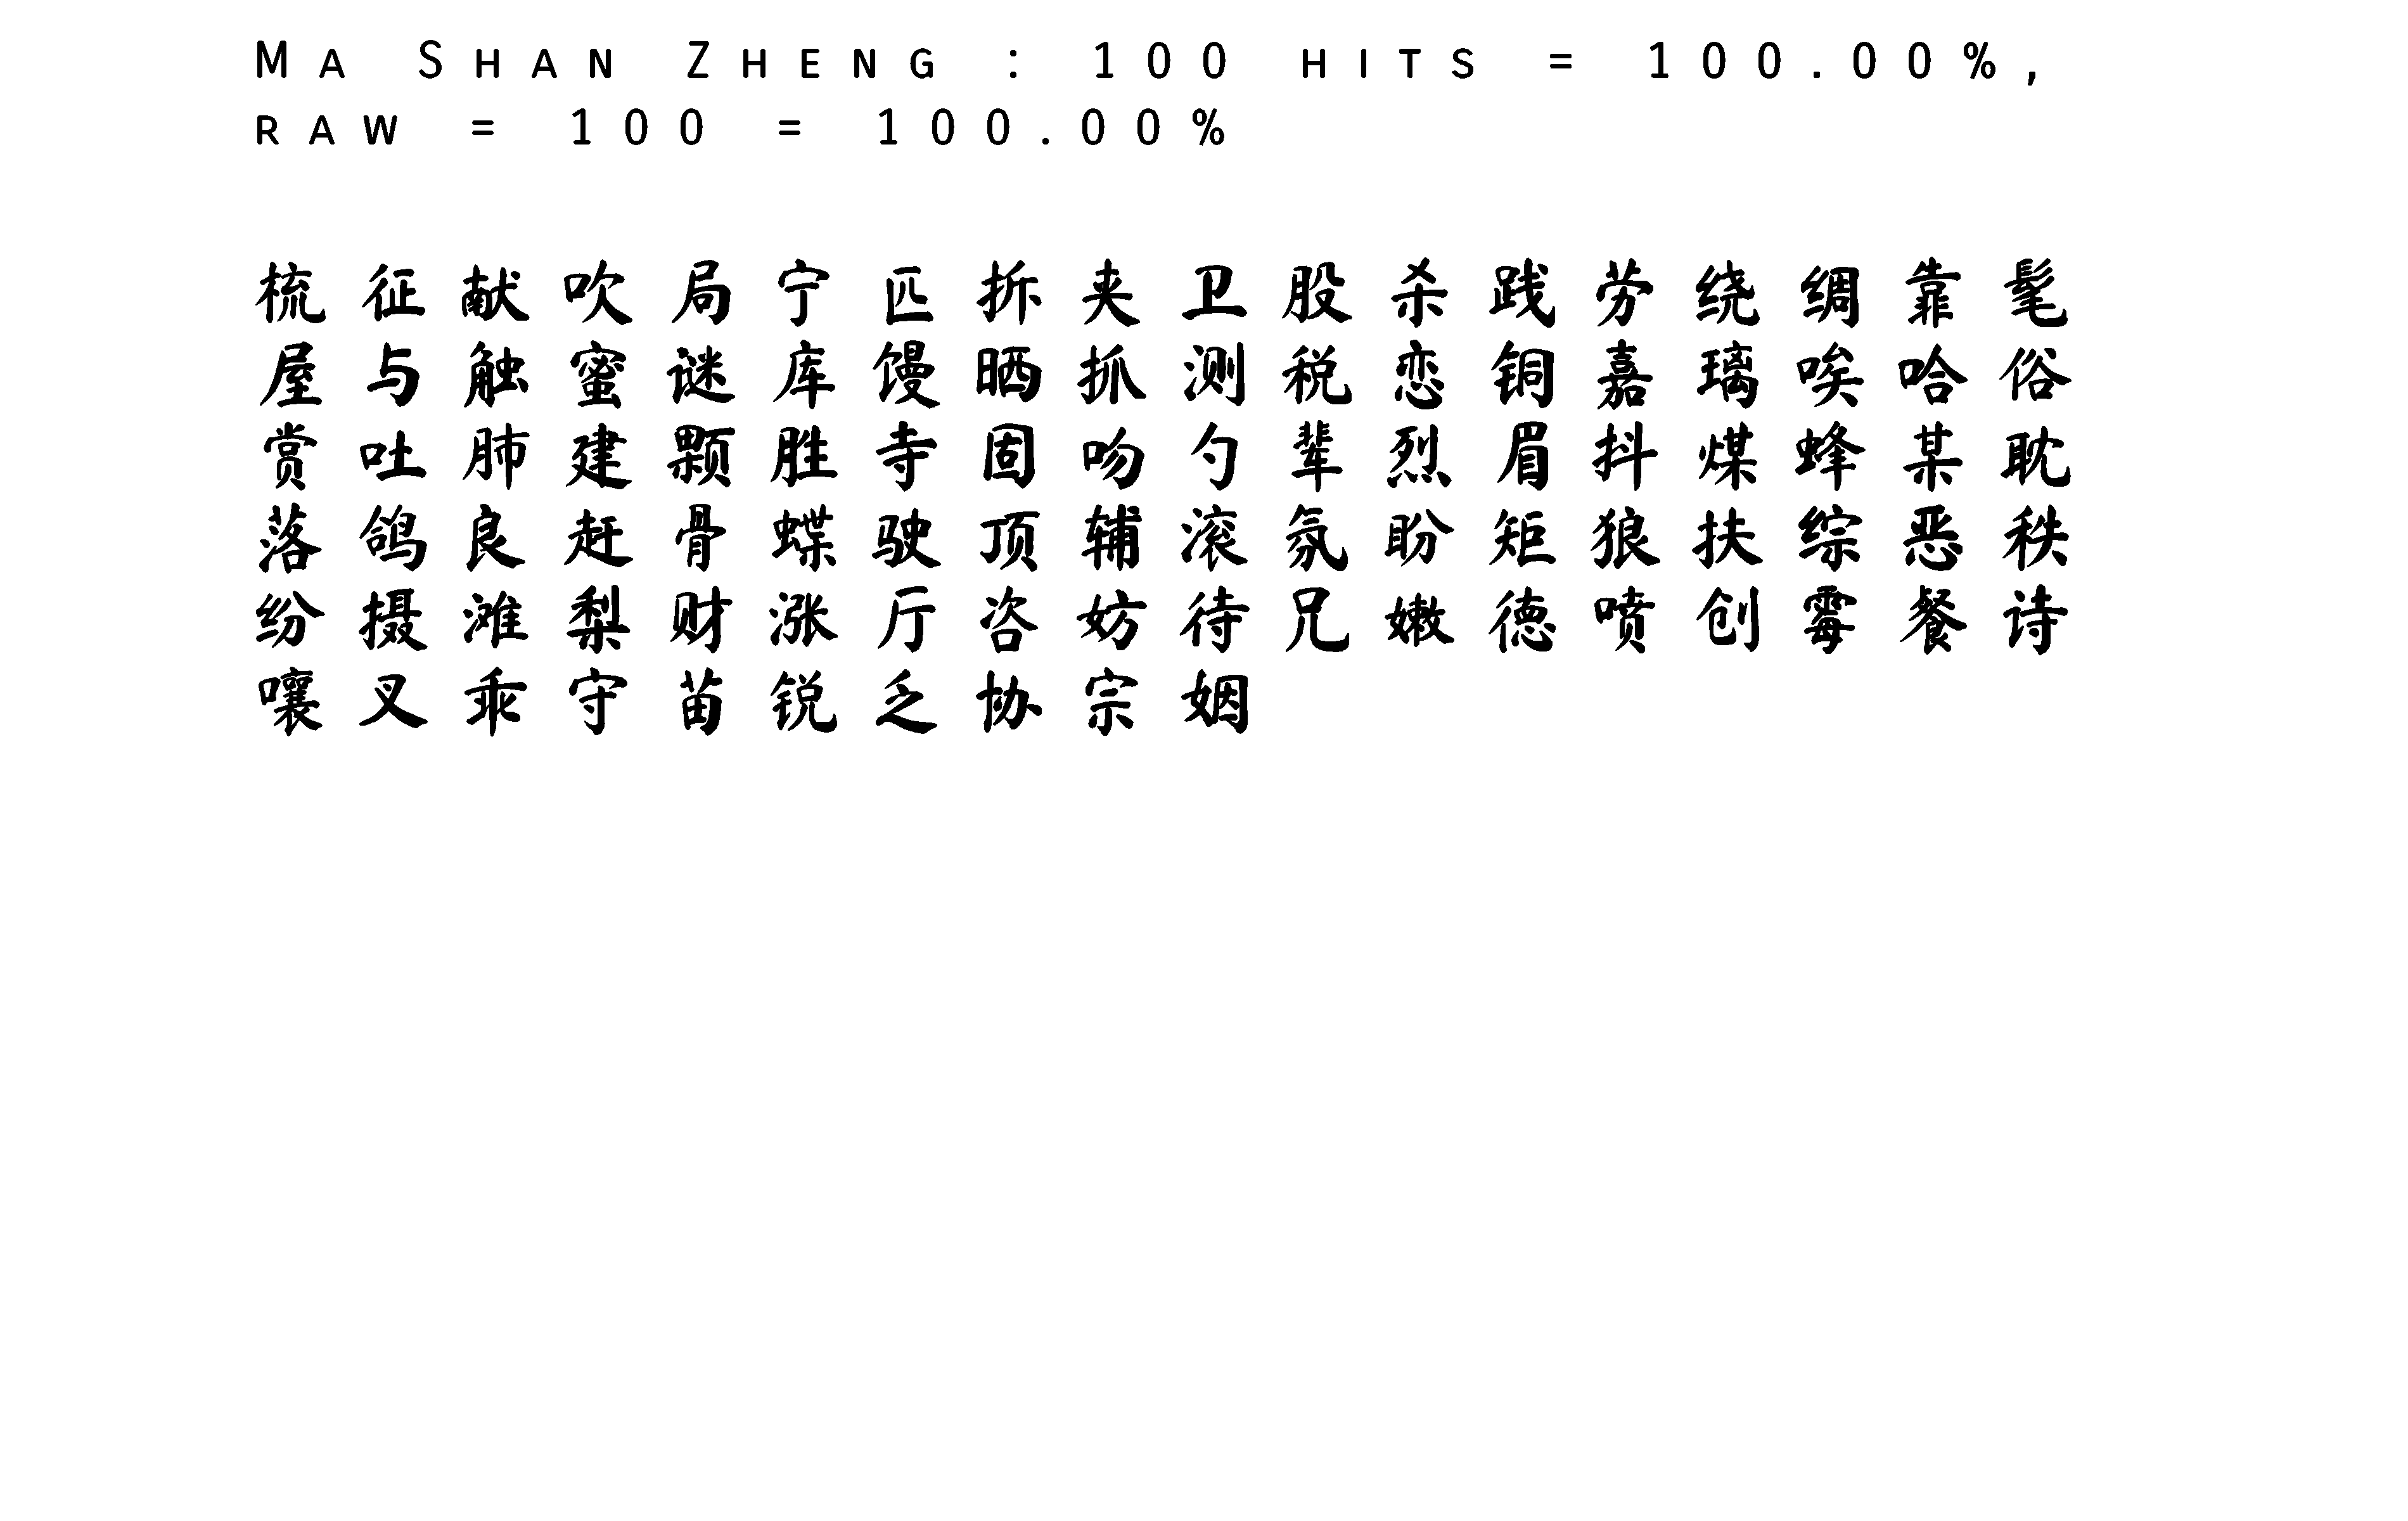 Ma Shan Zheng : 100 hits = 100.00%,
raw = 100 = 100.00%
梳征献吹局宁匹拆夹卫股杀践劳绕绸靠髦
屋与触蜜谜库馒晒抓测税恋铜嘉璃唉哈俗
赏吐肺建颗胜寺固吻勺辈烈眉抖煤蜂某耽
落鸽良赶骨蝶驶顶辅滚氛盼矩狼扶综恶秩
纷摄滩梨财涨厅咨妨待兄嫩德喷创霉餐诗
嚷叉乖守苗锐乏协宗姻